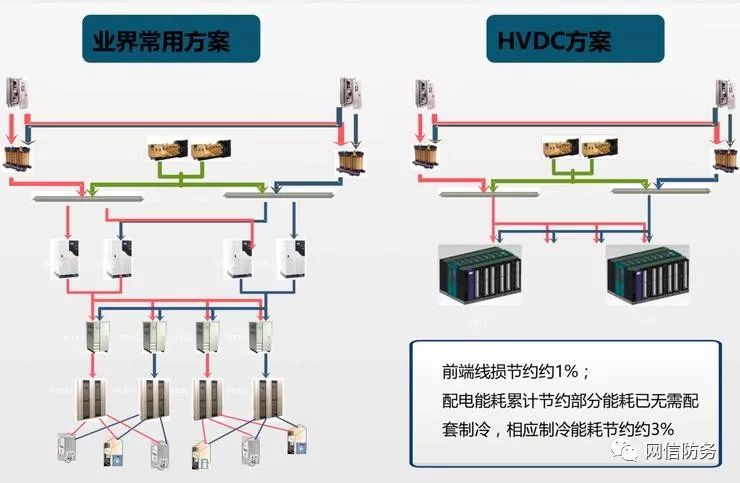 业界常用方案
HVDC方案
前端线损节约约1%；
配电能耗累计节约部分能耗已无需配
套制冷，相应制冷能耗节约约3%
网信防务